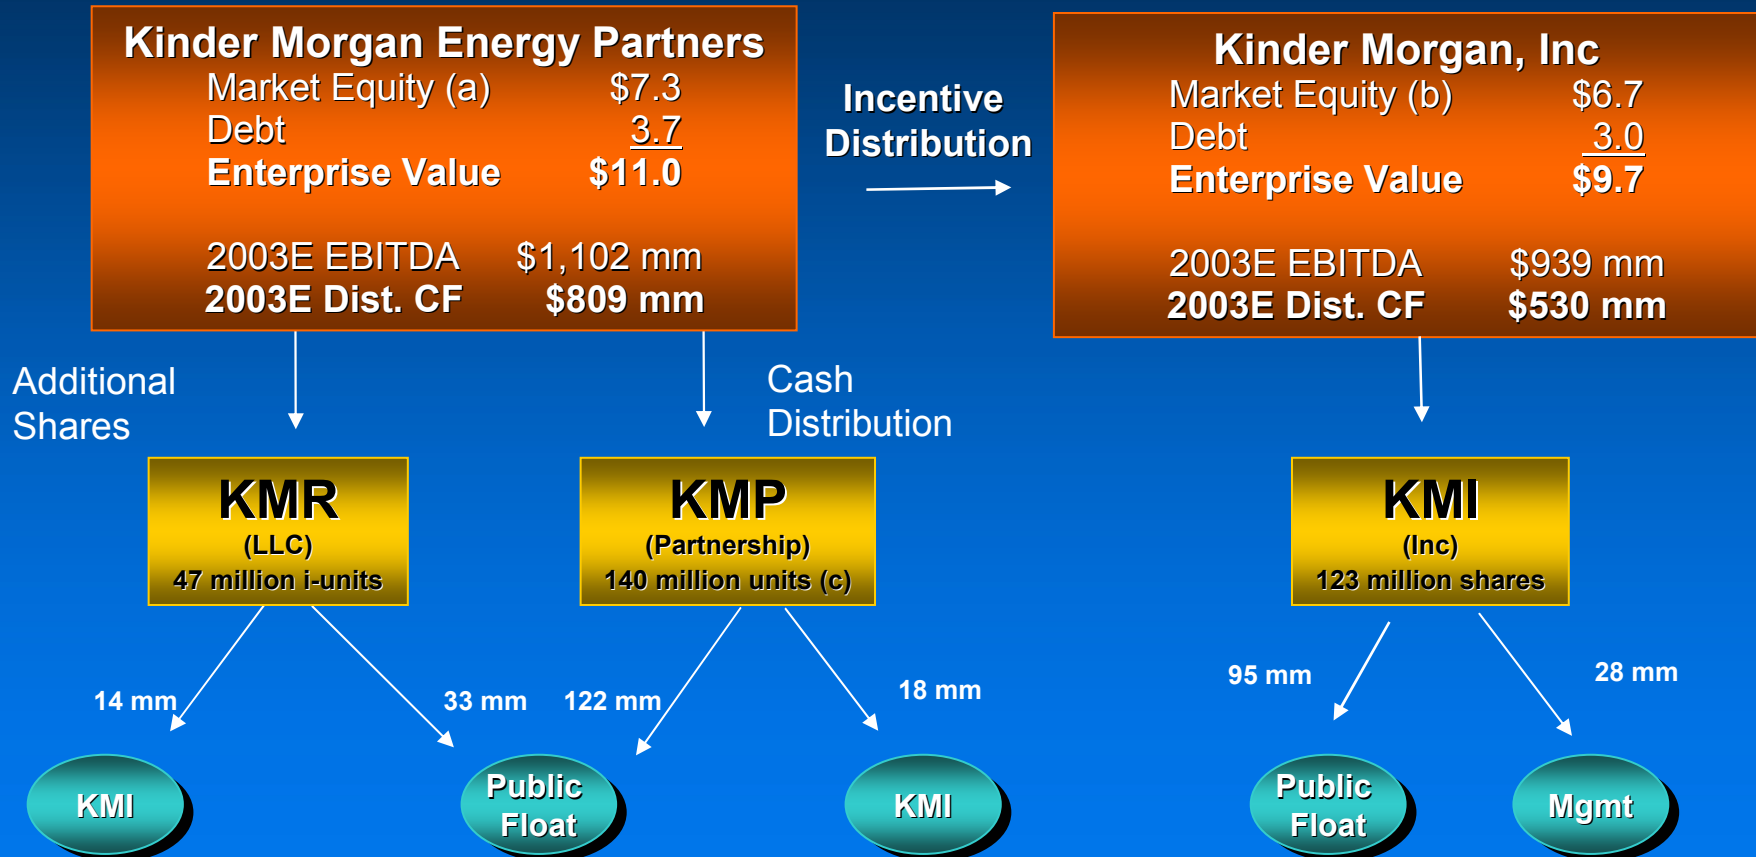 Kinder Morgan Energy Partners
Market Equity (a) $7.3
Debt 3.7
Enterprise Value $11.0
2003E EBITDA $1,102 mm
2003E Dist. CF $809 mm
Incentive
Distribution
Kinder Morgan, Inc
Market Equity (b) $6.7
Debt 3.0
Enterprise Value $9.7
2003E EBITDA $939 mm
2003E Dist. CF $530 mm
Additional
Shares
Cash
Distribution
KMR
(LLC)
47 million i-units
KMP
(Partnership)
140 million units (c)
KMI
(Inc)
123 million shares
14 mm
33 mm
122 mm
18 mm
95 mm
28 mm
KMI
Public
Float
KMI
Public
Float
Mgmt